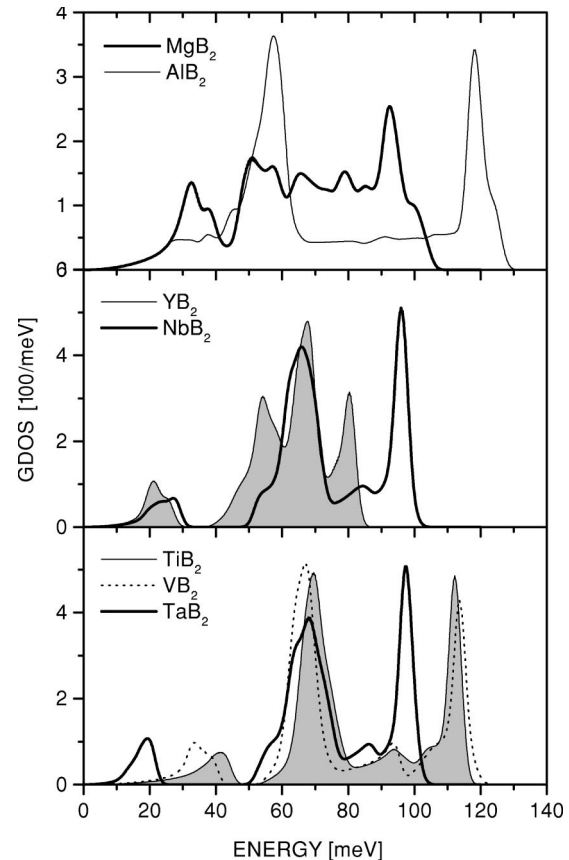 4
MgB₂
AlB₂
3
2
1
6
YB₂
NbB₂
4
2
0
TiB₂
VB₂
TaB₂
4
2
0
0 20 40 60 80 100 120 140
GDOS [100/meV]
ENERGY [meV]